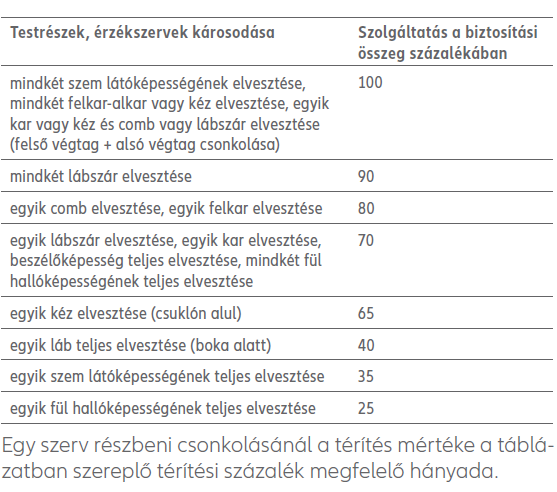 Testrészek, érzékszervek károsodása
Szolgáltatás a biztosítási
összeg százalékában
mindkét szem látóképességének elvesztése,
mindkét felkar-alkar vagy kéz elvesztése, egyik
kar vagy kéz és comb vagy lábszár elvesztése
(felső végtag + alsó végtag csonkolása)
100
mindkét lábszár elvesztése
90
egyik comb elvesztése, egyik felkar elvesztése
80
egyik lábszár elvesztése, egyik kar elvesztése,
beszélőképesség teljes elvesztése, mindkét fül
hallóképességének teljes elvesztése
70
egyik kéz elvesztése (csuklón alul)
65
egyik láb teljes elvesztése (boka alatt)
40
egyik szem látóképességének teljes elvesztése
35
egyik fül hallóképességének teljes elvesztése
25
Egy szerv részbeni csonkolásánál a térítés mértéke a táblá-
zatban szereplő térítési százalék megfelelő hányada.